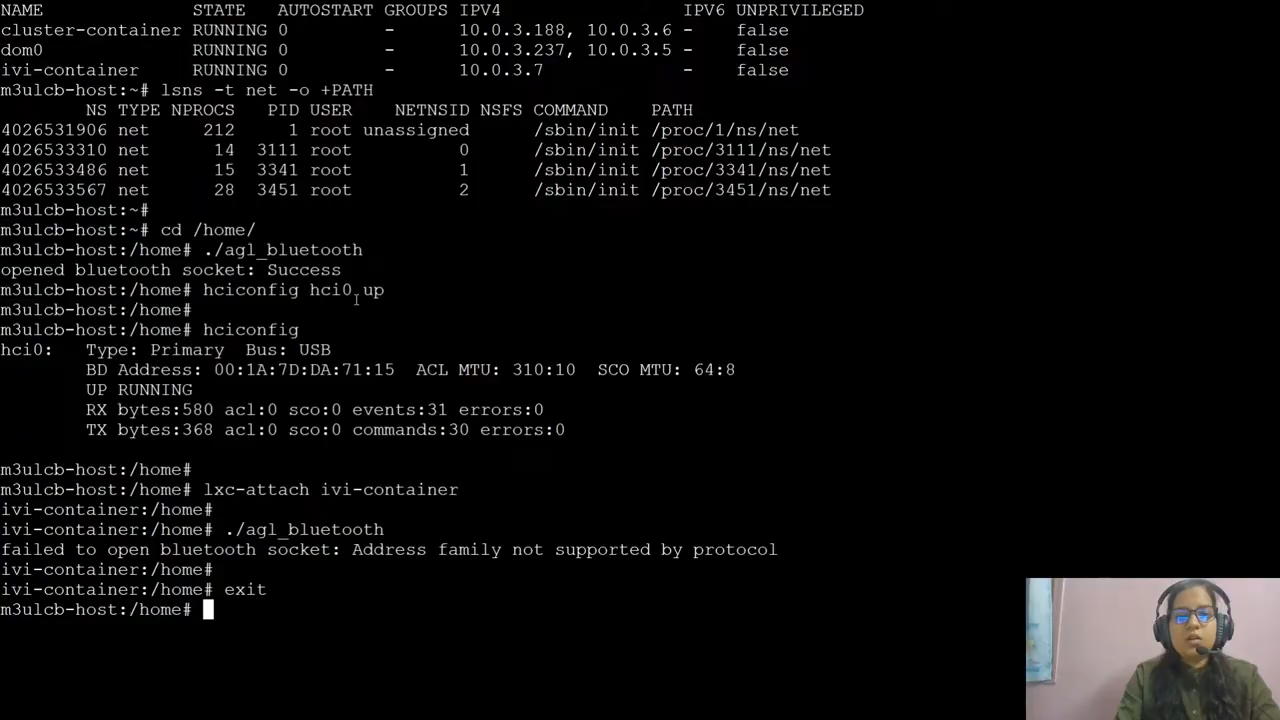 NAME STATE AUTOSTART GROUPS IPV4 IPV6 UNPRIVILEGED
cluster-container RUNNING 0 - 10.0.3.188, 10.0.3.6 - false
dom0 RUNNING 0 - 10.0.3.237, 10.0.3.5 - false
ivi-container RUNNING 0 - 10.0.3.7 - false
m3ulcb-host:~# lsns -t net -o +PATH
NS TYPE NPROCS PID USER NETNSID NSFS COMMAND PATH
4026531906 net 212 1 root unassigned /sbin/init /proc/1/ns/net
4026533310 net 14 3111 root 0 /sbin/init /proc/3111/ns/net
4026533486 net 15 3341 root 1 /sbin/init /proc/3341/ns/net
4026533567 net 28 3451 root 2 /sbin/init /proc/3451/ns/net
m3ulcb-host:~#
m3ulcb-host:~# cd /home/
m3ulcb-host:/home# ./agl_bluetooth
opened bluetooth socket: Success
m3ulcb-host:/home# hciconfig hci0 up
m3ulcb-host:/home#
m3ulcb-host:/home# hciconfig
hci0: Type: Primary Bus: USB
BD Address: 00:1A:7D:DA:71:15 ACL MTU: 310:10 SCO MTU: 64:8
UP RUNNING
RX bytes:580 acl:0 sco:0 events:31 errors:0
TX bytes:368 acl:0 sco:0 commands:30 errors:0
m3ulcb-host:/home#
m3ulcb-host:/home# lxc-attach ivi-container
ivi-container:/home#
ivi-container:/home# ./agl_bluetooth
failed to open bluetooth socket: Address family not supported by protocol
ivi-container:/home#
ivi-container:/home# exit
m3ulcb-host:/home#